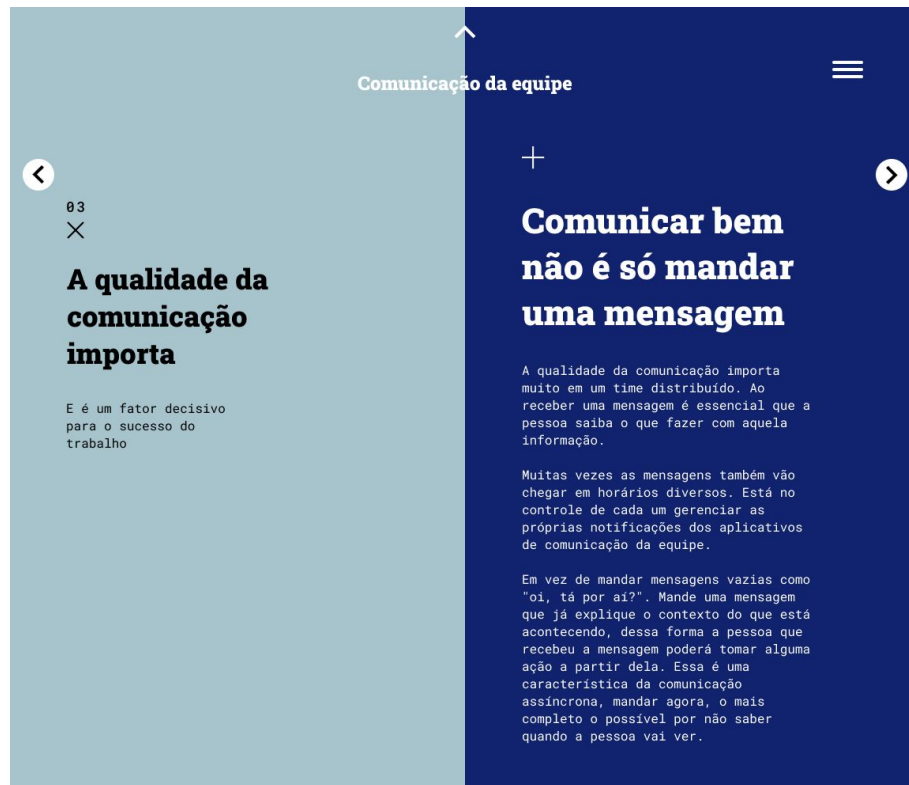 Comunicação da equipe
03
A qualidade da
comunicação
importa
E é um fator decisivo
para o sucesso do
trabalho
Comunicar bem
não é só mandar
uma mensagem
A qualidade da comunicação importa
muito em um time distribuído. Ao
receber uma mensagem é essencial que a
pessoa saiba o que fazer com aquela
informação.
Muitas vezes as mensagens também vão
chegar em horários diversos. Está no
controle de cada um gerenciar as
próprias notificações dos aplicativos
de comunicação da equipe.
Em vez de mandar mensagens vazias como
"oi, tá por aí?". Mande uma mensagem
que já explique o contexto do que está
acontecendo, dessa forma a pessoa que
recebeu a mensagem poderá tomar alguma
ação a partir dela. Essa é uma
característica da comunicação
assíncrona, mandar agora, o mais
completo o possível por não saber
quando a pessoa vai ver.